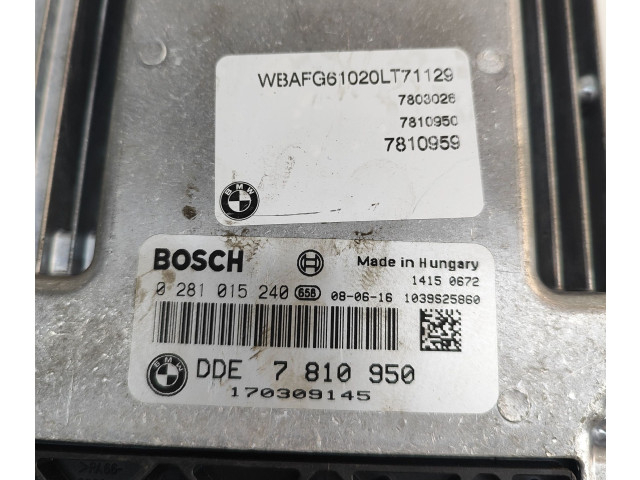 WBAFG61020LT71129
7803026
7810950
7810959
BMW
BOSCH Made in Hungary
1415 0672
0 281 015 240 656 08-06-16 1039S25860
BMW DDE 7 810 950
170309145